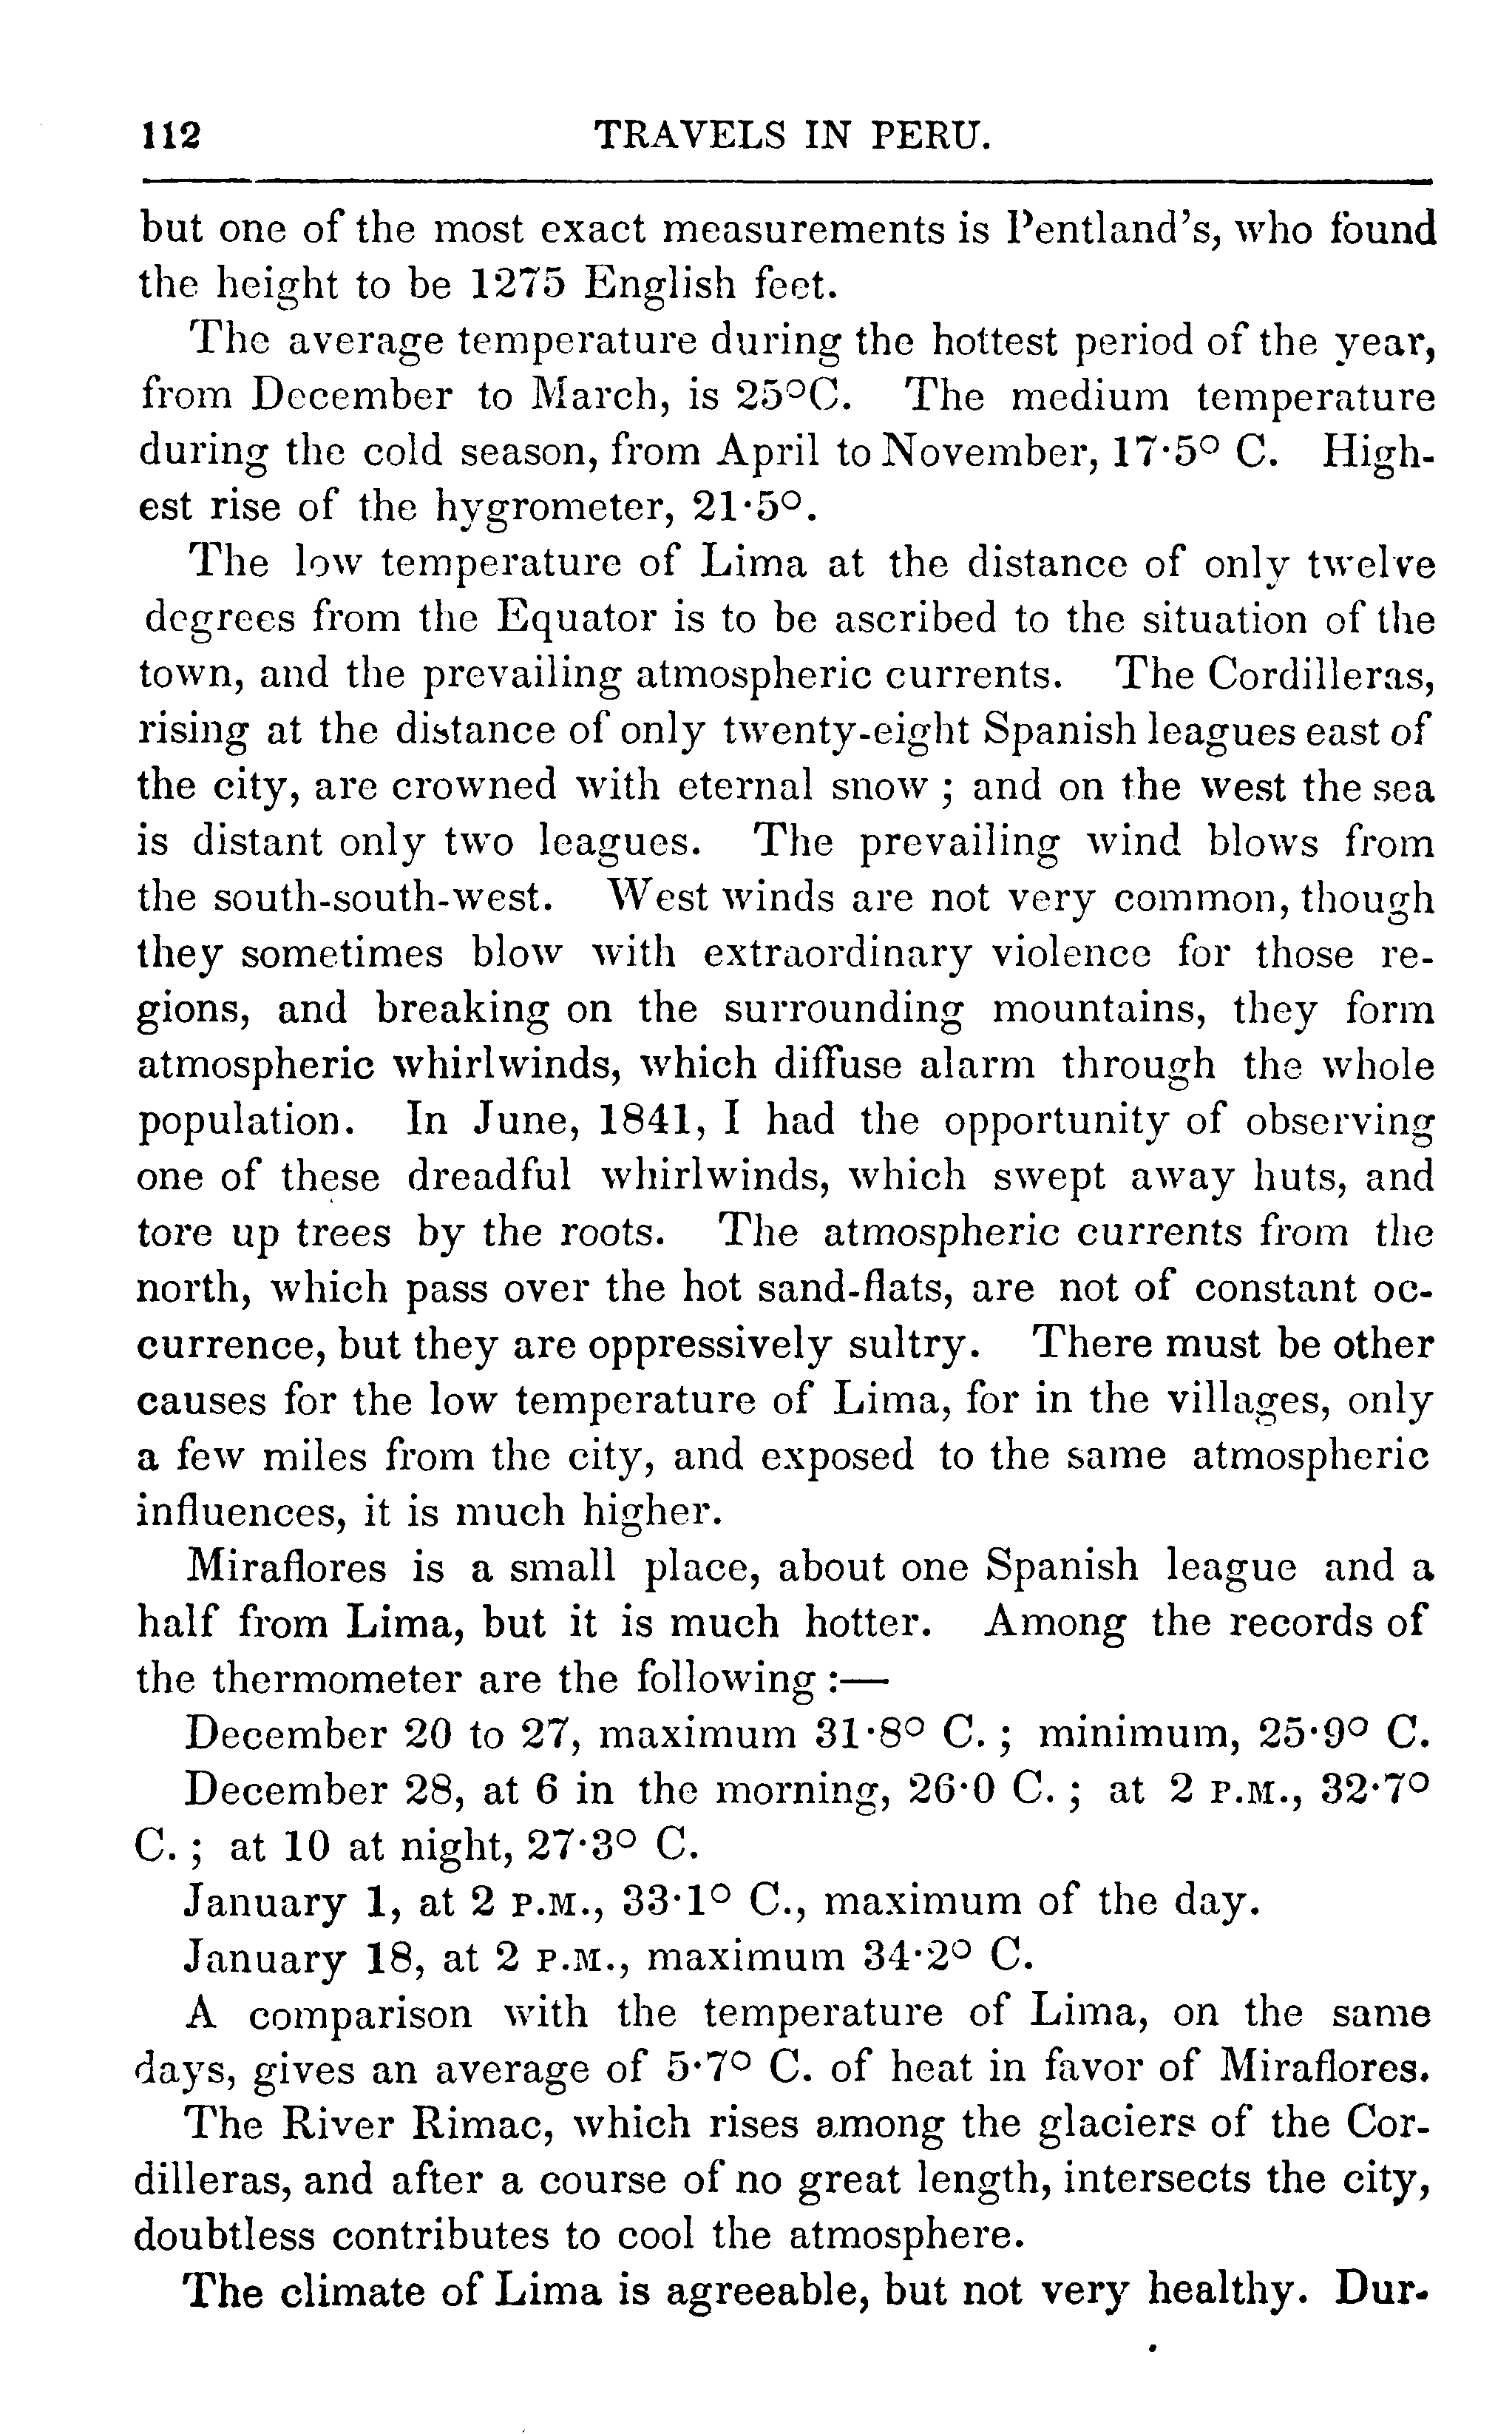 112 TRAVELS IN PERU.
but one of the most exact measurements is Pentland's, who found
the height to be 1275 English feet.
The average temperature during the hottest period of the year,
from December to March, is 25°C. The medium temperature
during the cold season, from April to November, 17·5° C. High-
est rise of the hygrometer, 21·5°.
The low temperature of Lima at the distance of only twelve
degrees from the Equator is to be ascribed to the situation of the
town, and the prevailing atmospheric currents. The Cordilleras,
rising at the distance of only twenty-eight Spanish leagues east of
the city, are crowned with eternal snow ; and on the west the sea
is distant only two leagues. The prevailing wind blows from
the south-south-west. West winds are not very common, though
they sometimes blow with extraordinary violence for those re-
gions, and breaking on the surrounding mountains, they form
atmospheric whirlwinds, which diffuse alarm through the whole
population. In June, 1841, I had the opportunity of observing
one of these dreadful whirlwinds, which swept away huts, and
tore up trees by the roots. The atmospheric currents from the
north, which pass over the hot sand-flats, are not of constant oc-
currence, but they are oppressively sultry. There must be other
causes for the low temperature of Lima, for in the villages, only
a few miles from the city, and exposed to the same atmospheric
influences, it is much higher.
Miraflores is a small place, about one Spanish league and a
half from Lima, but it is much hotter. Among the records of
the thermometer are the following :—
December 20 to 27, maximum 31·8° C. ; minimum, 25·9° C.
December 28, at 6 in the morning, 26·0 C. ; at 2 P.M., 32·7°
C. ; at 10 at night, 27·3° C.
January 1, at 2 P.M., 33·1° C., maximum of the day.
January 18, at 2 P.M., maximum 34·2° C.
A comparison with the temperature of Lima, on the same
days, gives an average of 5·7° C. of heat in favor of Miraflores.
The River Rimac, which rises among the glaciers of the Cor-
dilleras, and after a course of no great length, intersects the city,
doubtless contributes to cool the atmosphere.
The climate of Lima is agreeable, but not very healthy. Dur-